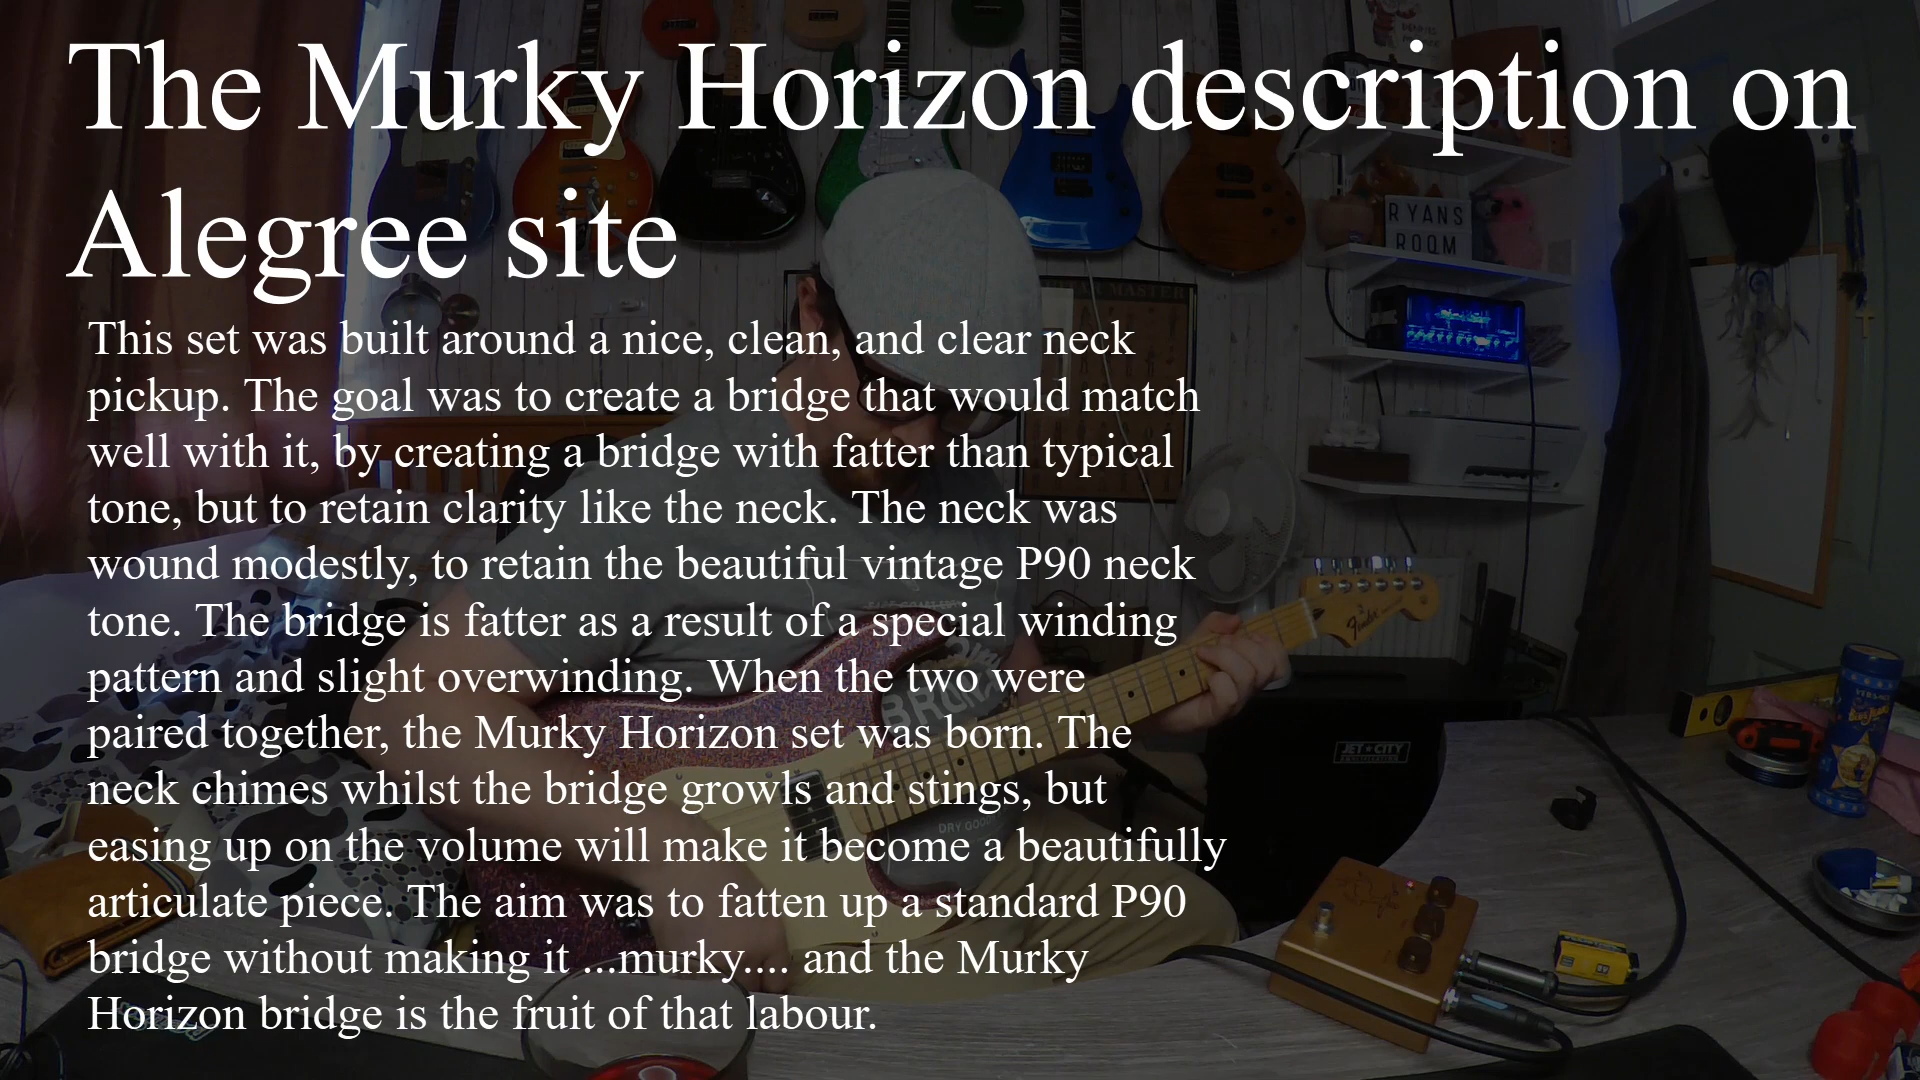 The Murky Horizon description on
Alegree site
This set was built around a nice, clean, and clear neck
pickup. The goal was to create a bridge that would match
well with it, by creating a bridge with fatter than typical
tone, but to retain clarity like the neck. The neck was
wound modestly, to retain the beautiful vintage P90 neck
tone. The bridge is fatter as a result of a special winding
pattern and slight overwinding. When the two were
paired together, the Murky Horizon set was born. The
neck chimes whilst the bridge growls and stings, but
easing up on the volume will make it become a beautifully
articulate piece. The aim was to fatten up a standard P90
bridge without making it ...murky.... and the Murky
Horizon bridge is the fruit of that labour.
RYANS
ROOM
Fender
JET CITY
DRY GOODS